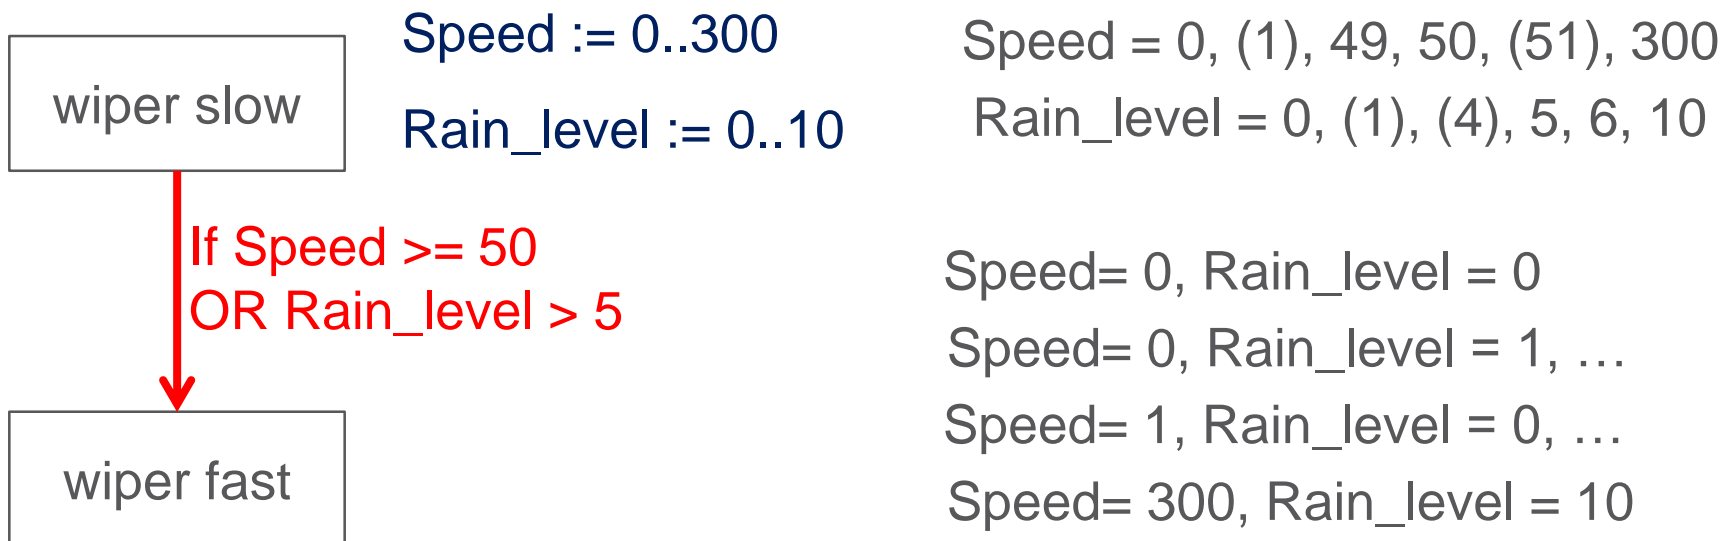 wiper slow
If Speed >= 50
OR Rain_level > 5
wiper fast
Speed := 0..300
Rain_level := 0..10
Speed = 0, (1), 49, 50, (51), 300
Rain_level = 0, (1), (4), 5, 6, 10
Speed= 0, Rain_level = 0
Speed= 0, Rain_level = 1, …
Speed= 1, Rain_level = 0, …
Speed= 300, Rain_level = 10